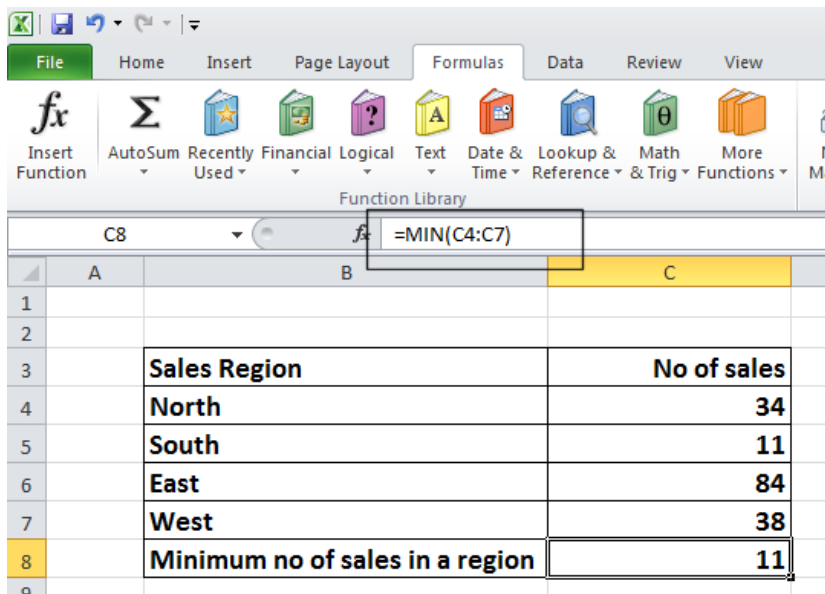 File Home Insert Page Layout Formulas Data Review View
Insert Function AutoSum Recently Used Financial Logical Text Date & Time Lookup & Reference Math & Trig More Functions
Function Library
C8 fx =MIN(C4:C7)
A B C
1
2
3 Sales Region No of sales
4 North 34
5 South 11
6 East 84
7 West 38
8 Minimum no of sales in a region 11